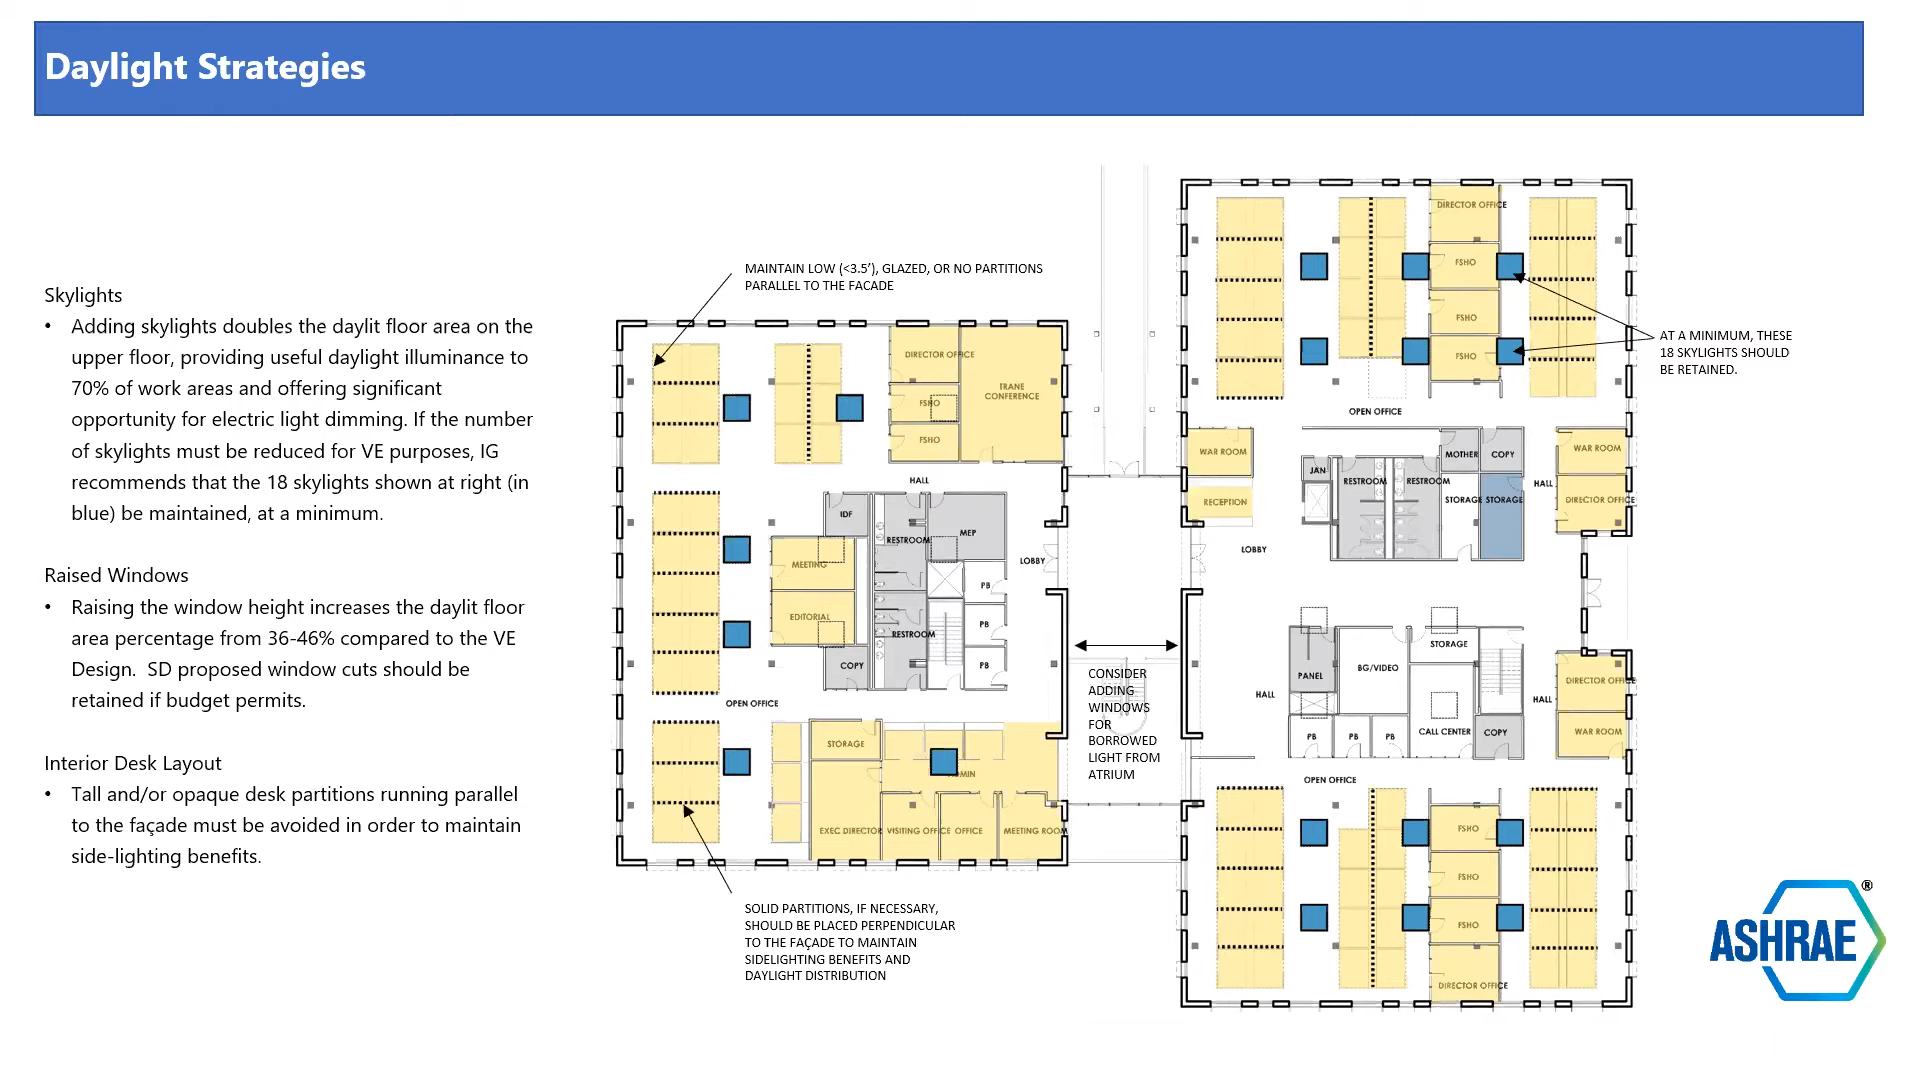 Daylight Strategies
Skylights
• Adding skylights doubles the daylit floor area on the
upper floor, providing useful daylight illuminance to
70% of work areas and offering significant
opportunity for electric light dimming. If the number
of skylights must be reduced for VE purposes, IG
recommends that the 18 skylights shown at right (in
blue) be maintained, at a minimum.
Raised Windows
• Raising the window height increases the daylit floor
area percentage from 36-46% compared to the VE
Design.  SD proposed window cuts should be
retained if budget permits.
Interior Desk Layout
• Tall and/or opaque desk partitions running parallel
to the façade must be avoided in order to maintain
side-lighting benefits.
MAINTAIN LOW (<3.5’), GLAZED, OR NO PARTITIONS
PARALLEL TO THE FACADE
DIRECTOR OFFICE
TRANE
CONFERENCE
FSHO
FSHO
HALL
IDF
RESTROOM
MEP
LOBBY
MEETING
PB
EDITORIAL
PB
RESTROOM
COPY
PB
OPEN OFFICE
STORAGE
ADMIN
EXEC DIRECTOR
VISITING OFFICE
OFFICE
MEETING ROOM
SOLID PARTITIONS, IF NECESSARY,
SHOULD BE PLACED PERPENDICULAR
TO THE FAÇADE TO MAINTAIN
SIDELIGHTING BENEFITS AND
DAYLIGHT DISTRIBUTION
CONSIDER
ADDING
WINDOWS
FOR
BORROWED
LIGHT FROM
ATRIUM
DIRECTOR OFFICE
FSHO
FSHO
FSHO
AT A MINIMUM, THESE
18 SKYLIGHTS SHOULD
BE RETAINED.
OPEN OFFICE
WAR ROOM
JAN
RESTROOM
RESTROOM
MOTHER
COPY
WAR ROOM
HALL
RECEPTION
STORAGE
STORAGE
DIRECTOR OFFICE
LOBBY
STORAGE
BG/VIDEO
PANEL
DIRECTOR OFFICE
HALL
HALL
PB
PB
PB
CALL CENTER
COPY
WAR ROOM
OPEN OFFICE
FSHO
FSHO
FSHO
DIRECTOR OFFICE
ASHRAE®